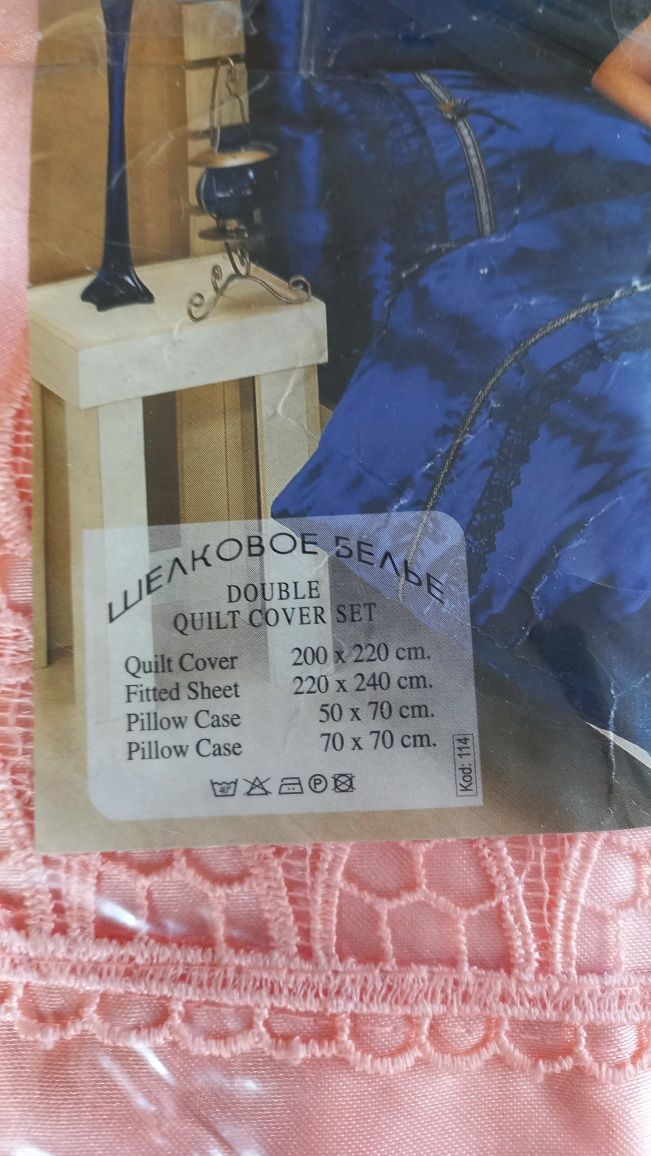 ШЕЛКОВОЕ БЕЛЬЕ
DOUBLE
QUILT COVER SET
Quilt Cover 200 x 220 cm.
Fitted Sheet 220 x 240 cm.
Pillow Case 50 x 70 cm.
Pillow Case 70 x 70 cm.
40°
P
Kod: 114